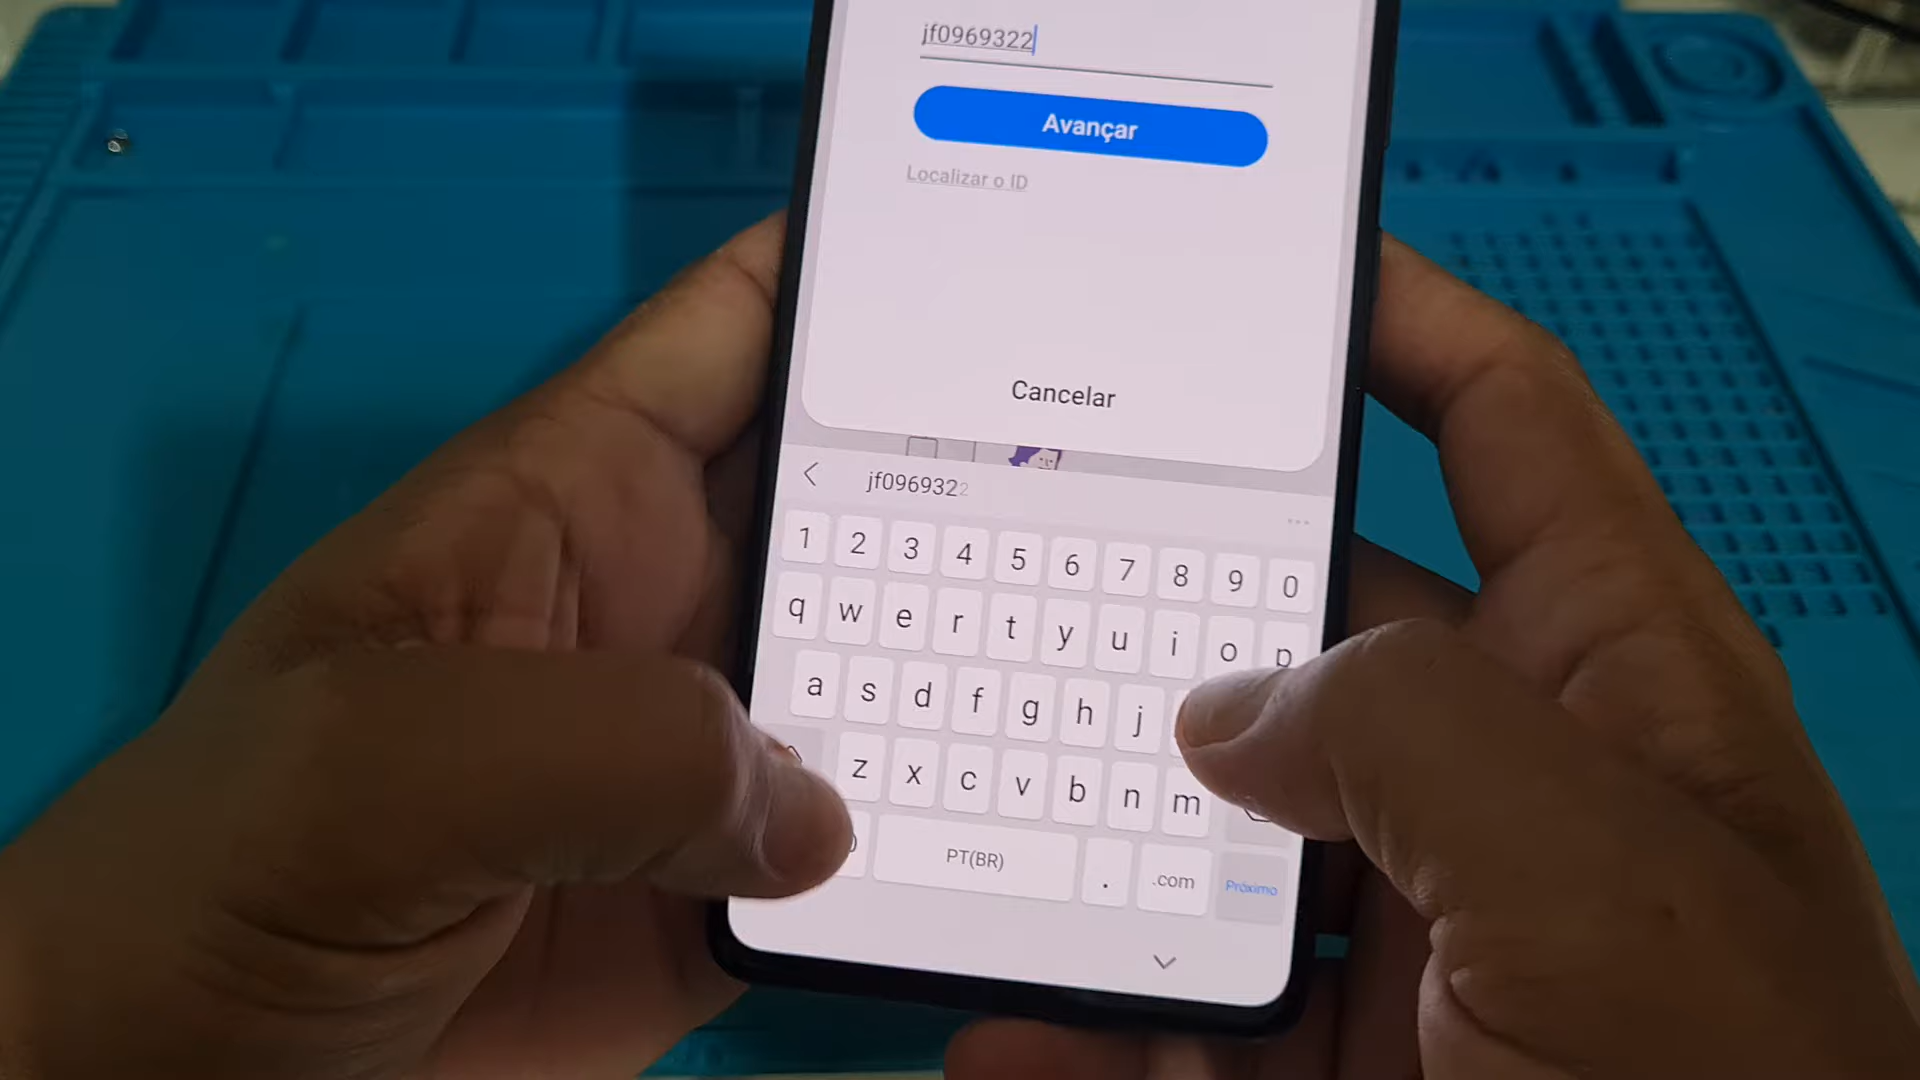 jf0969322
Avançar
Localizar o ID
Cancelar
jf0969322
1 2 3 4 5 6 7 8 9 0
q w e r t y u i o p
a s d f g h j
z x c v b n m
PT(BR) . .com Próximo